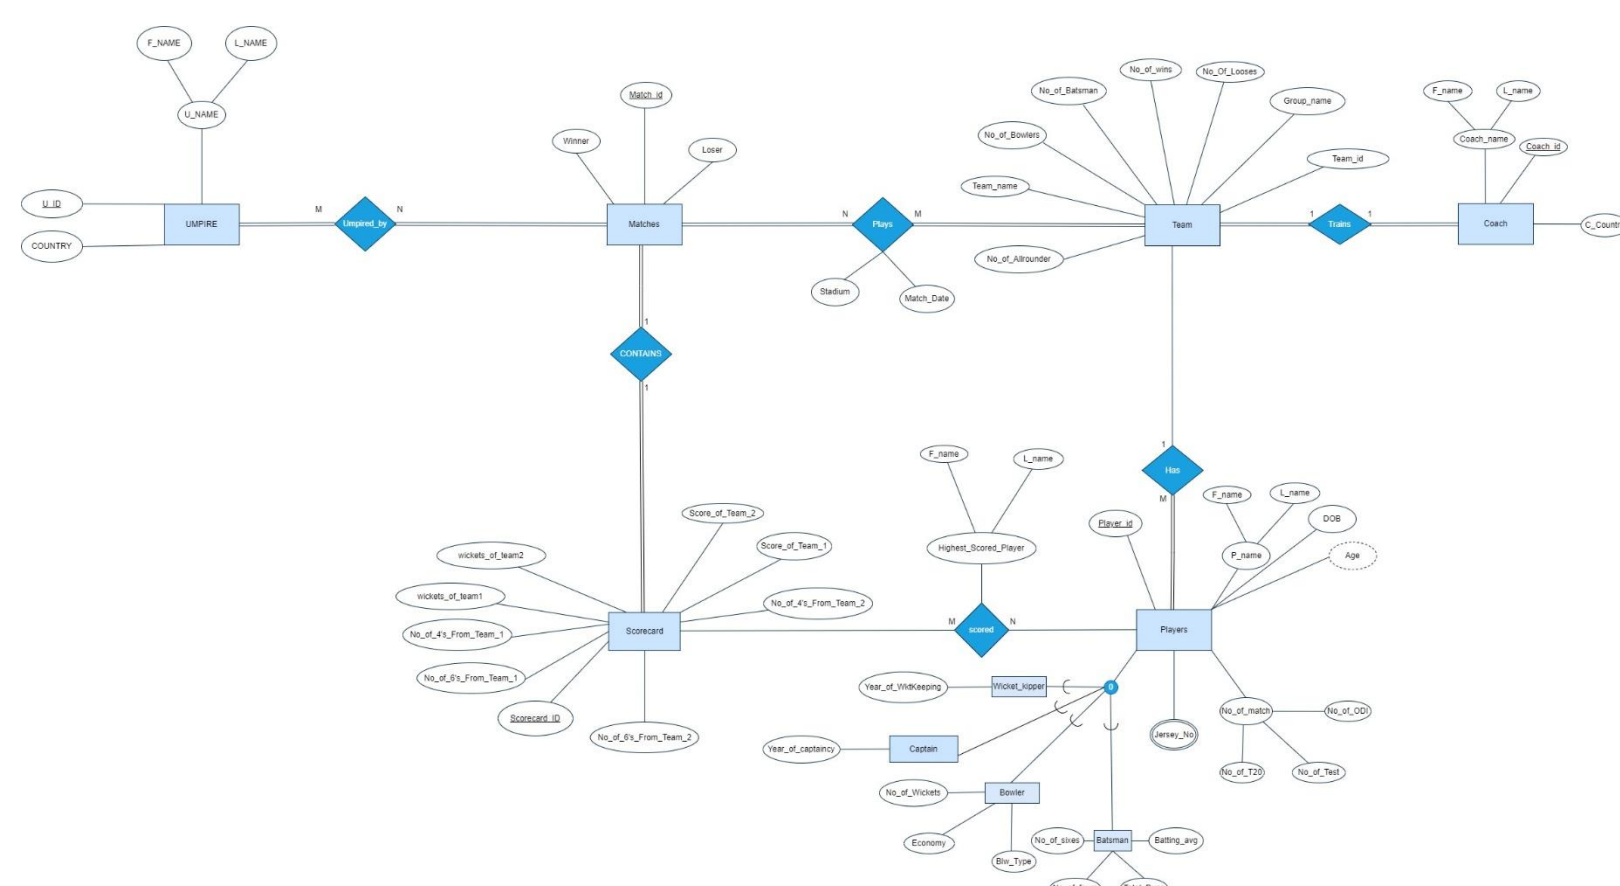 F_NAME
L_NAME
U_NAME
U_ID
COUNTRY
UMPIRE
M
Umpired_by
N
Match_id
Winner
Loser
Matches
N
Plays
M
Stadium
Match_Date
No_of_wins
No_Of_Looses
No_of_Batsman
Group_name
No_of_Bowlers
Team_id
Team_name
No_of_Allrounder
Team
1
Trains
1
F_name
L_name
Coach_name
Coach_id
Coach
C_Countr
1
CONTAINS
1
1
Has
M
Score_of_Team_2
wickets_of_team2
Score_of_Team_1
wickets_of_team1
No_of_4's_From_Team_2
No_of_4's_From_Team_1
No_of_6's_From_Team_1
Scorecard_ID
No_of_6's_From_Team_2
Scorecard
F_name
L_name
Highest_Scored_Player
M
scored
N
Player_id
F_name
L_name
DOB
P_name
Age
Players
Jersey_No
No_of_match
No_of_ODI
No_of_T20
No_of_Test
Year_of_WktKeeping
Wicket_kipper
Year_of_captaincy
Captain
No_of_Wickets
Bowler
Economy
Blw_Type
No_of_sixes
Batsman
Batting_avg